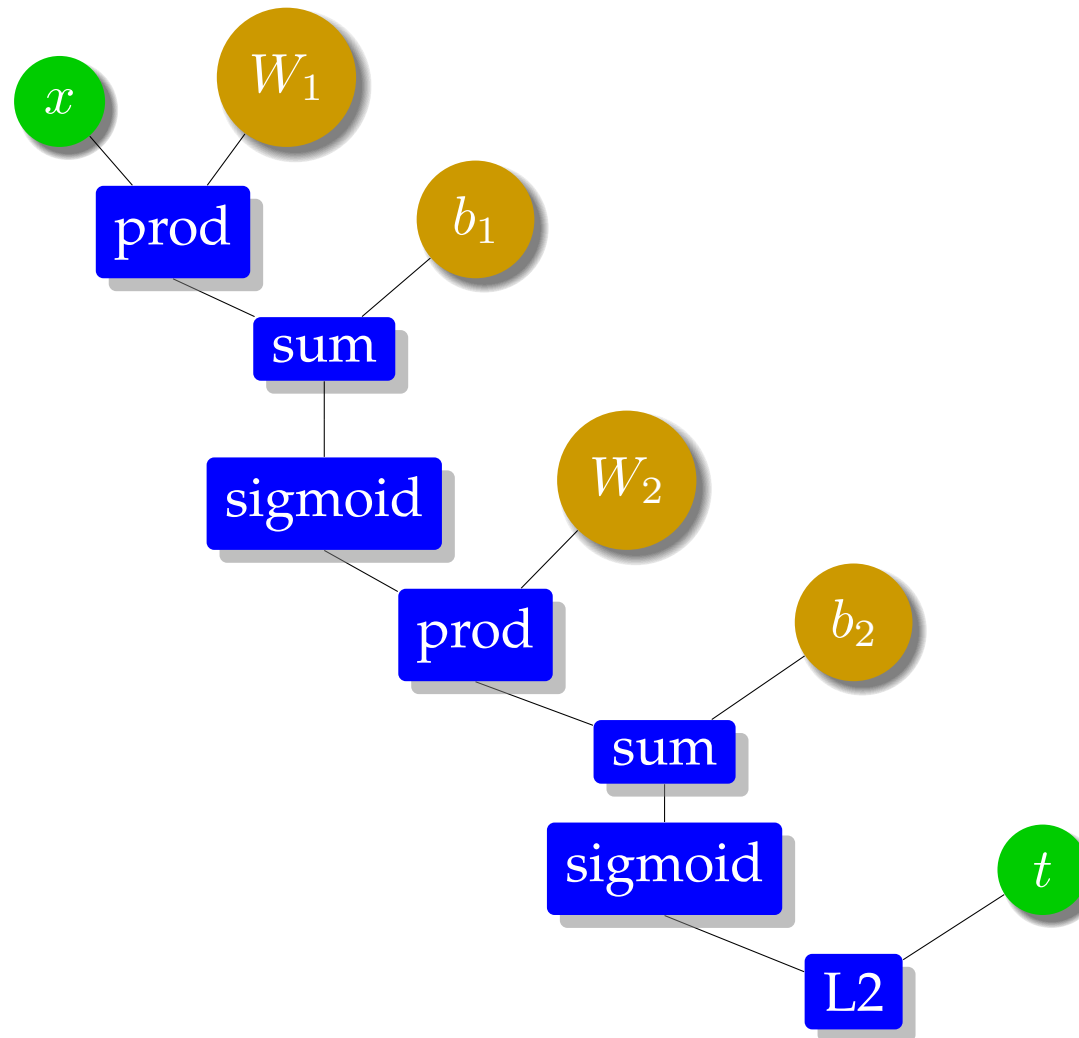 x
W₁
prod
b₁
sum
sigmoid
W₂
prod
b₂
sum
sigmoid
t
L2